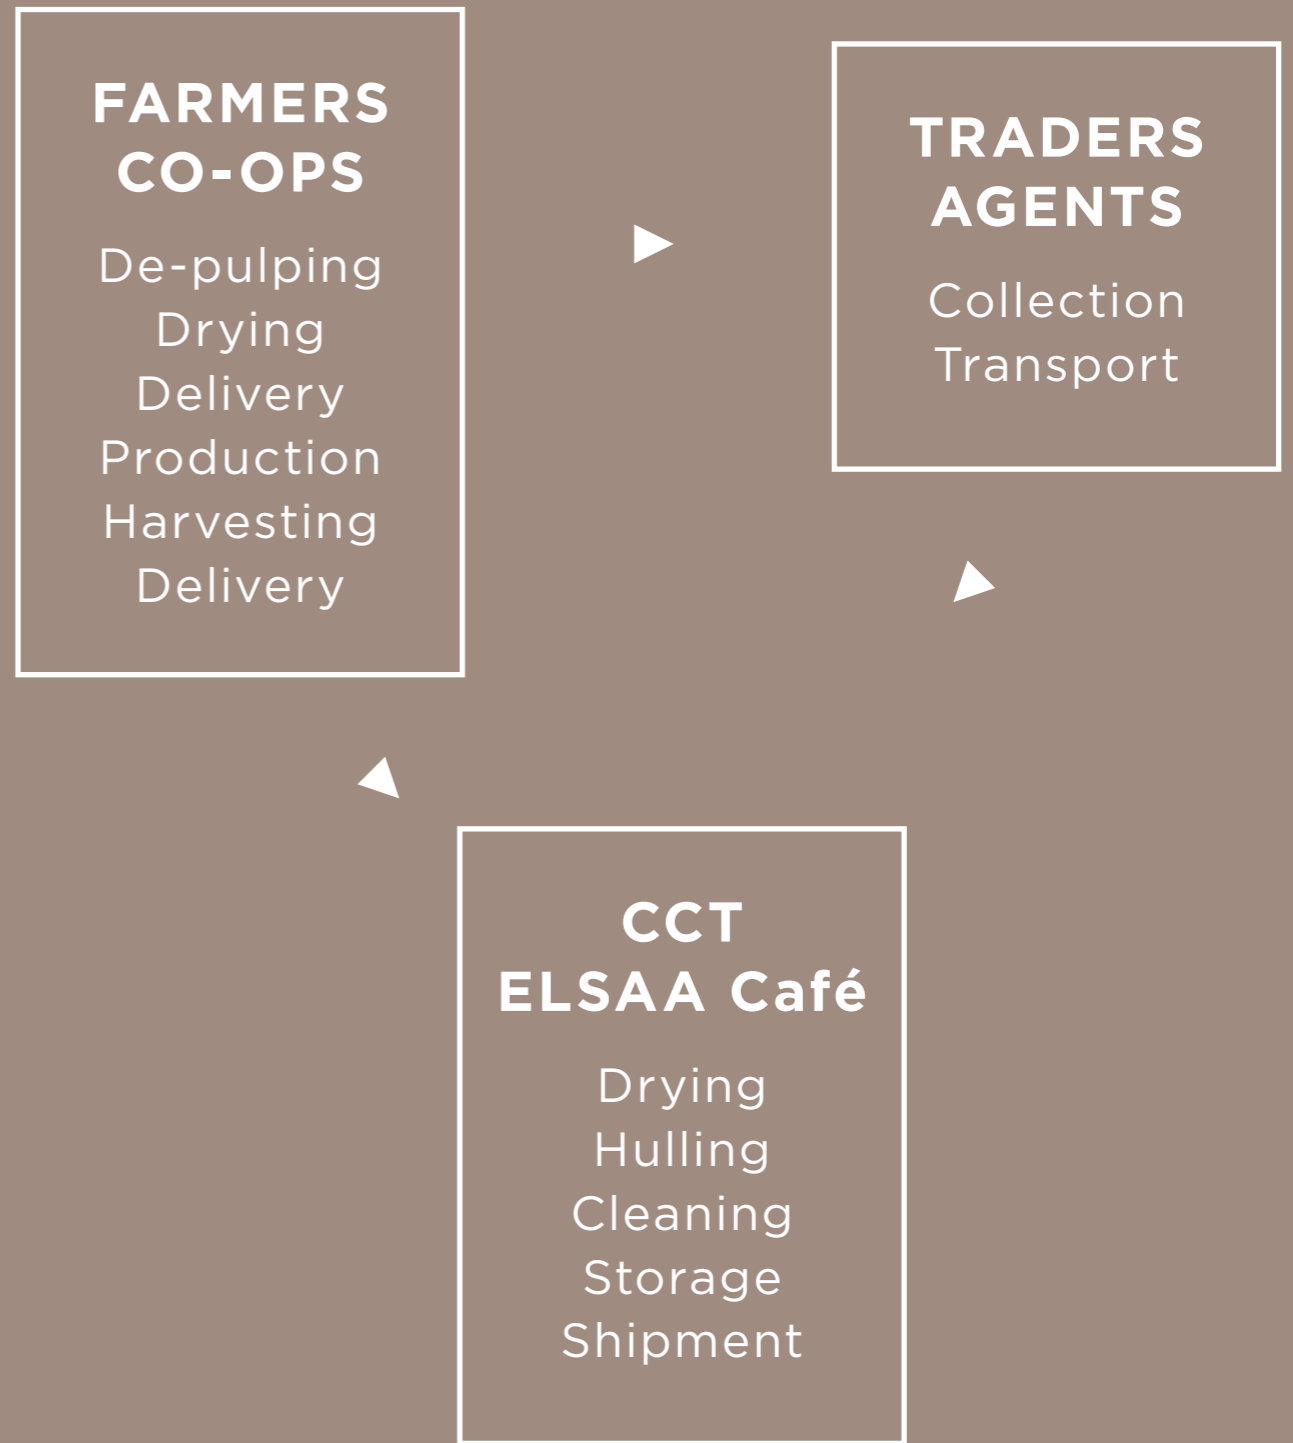 FARMERS
CO-OPS
De-pulping
Drying
Delivery
Production
Harvesting
Delivery
TRADERS
AGENTS
Collection
Transport
CCT
ELSAA Café
Drying
Hulling
Cleaning
Storage
Shipment